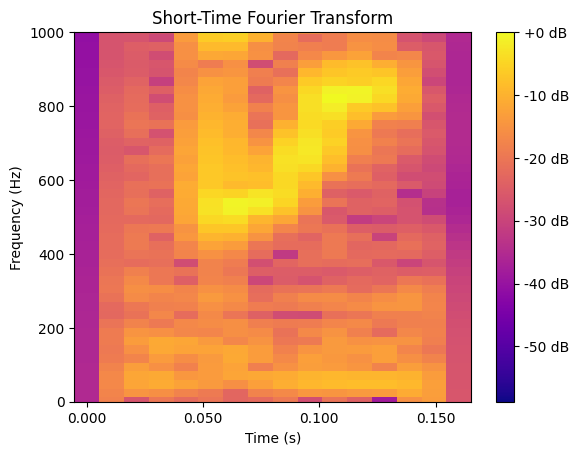 Short-Time Fourier Transform
1000
800
600
400
200
0
Frequency (Hz)
0.000
0.050
0.100
0.150
Time (s)
+0 dB
-10 dB
-20 dB
-30 dB
-40 dB
-50 dB